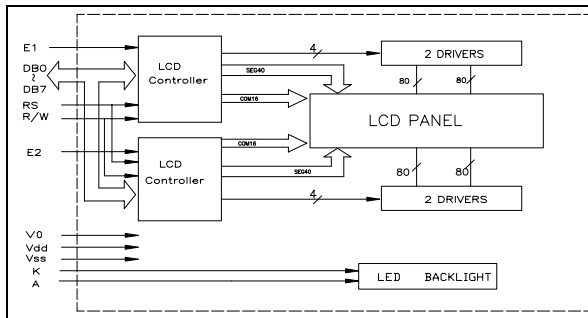 E1
DB0
~
DB7
RS
R/W
E2
V0
Vdd
Vss
K
A
LCD
Controller
LCD
Controller
4
SEG40
COM16
COM16
SEG40
4
2 DRIVERS
80
80
LCD PANEL
80
80
2 DRIVERS
LED BACKLIGHT